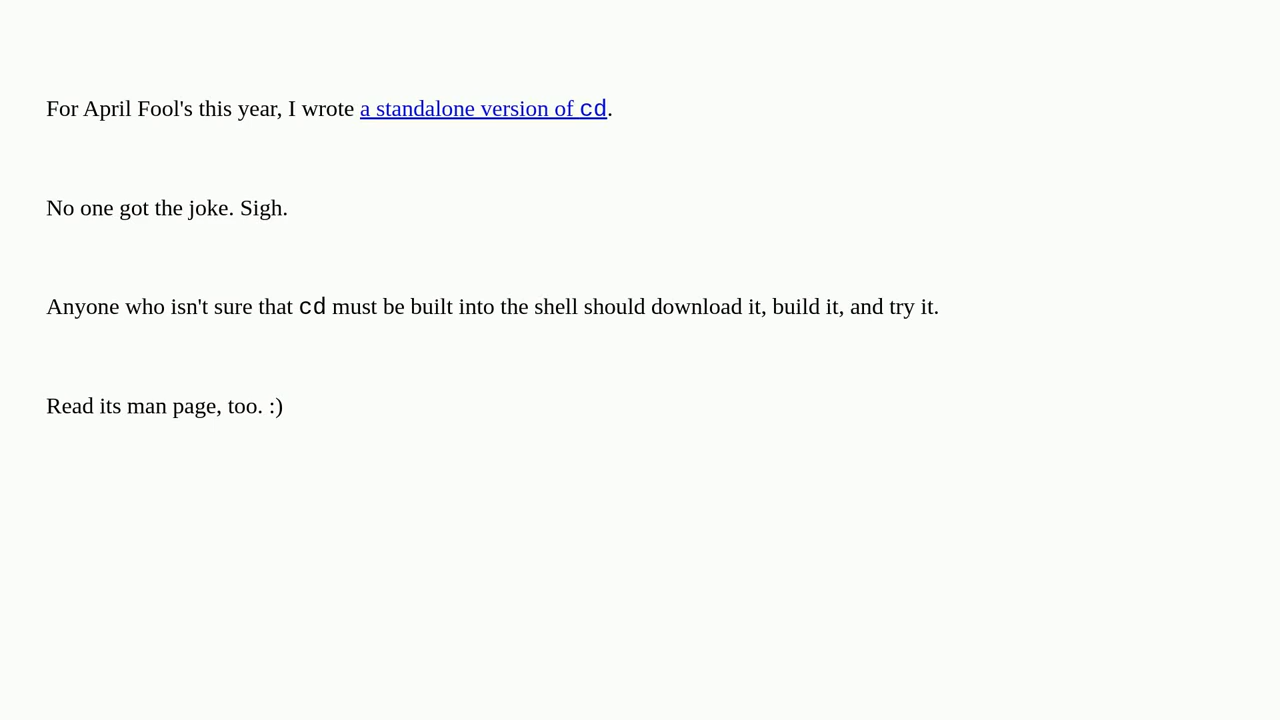 For April Fool's this year, I wrote a standalone version of cd.
No one got the joke. Sigh.
Anyone who isn't sure that cd must be built into the shell should download it, build it, and try it.
Read its man page, too. :)